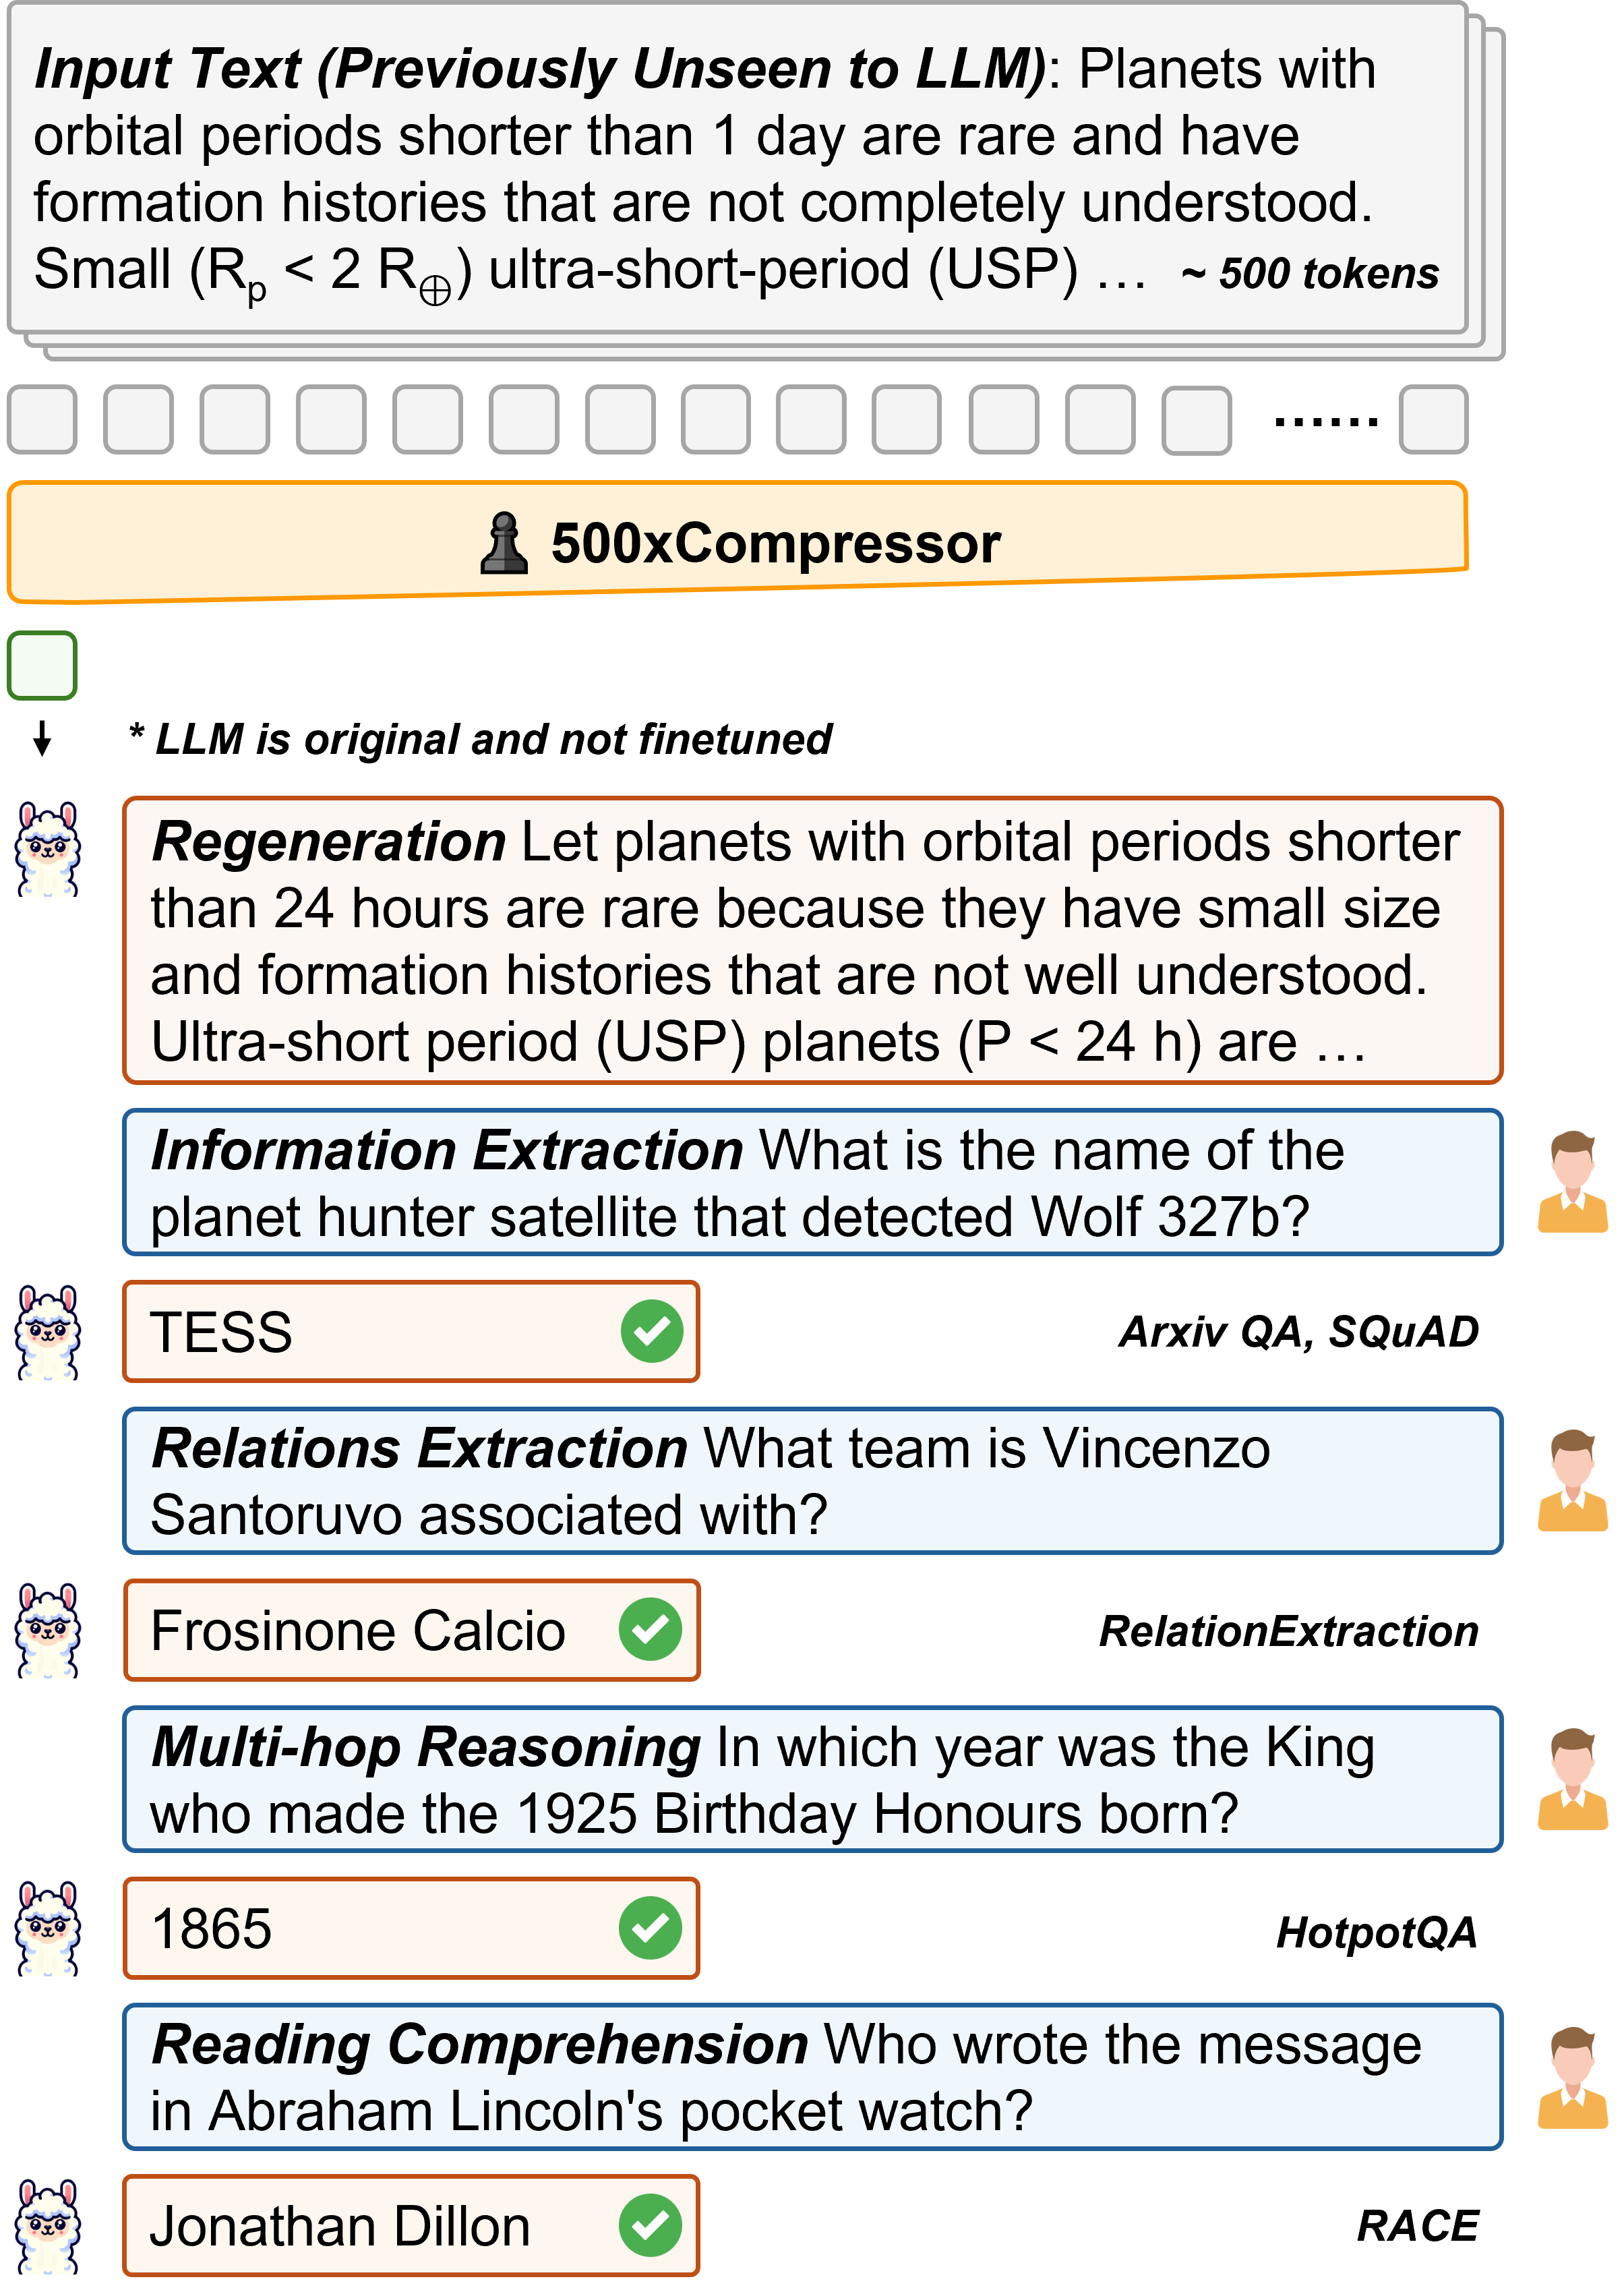 Input Text (Previously Unseen to LLM): Planets with
orbital periods shorter than 1 day are rare and have
formation histories that are not completely understood.
Small (Rp < 2 R⊕) ultra-short-period (USP) … ~ 500 tokens
......
500xCompressor
* LLM is original and not finetuned
Regeneration Let planets with orbital periods shorter
than 24 hours are rare because they have small size
and formation histories that are not well understood.
Ultra-short period (USP) planets (P < 24 h) are …
Information Extraction What is the name of the
planet hunter satellite that detected Wolf 327b?
TESS
Arxiv QA, SQuAD
Relations Extraction What team is Vincenzo
Santoruvo associated with?
Frosinone Calcio
RelationExtraction
Multi-hop Reasoning In which year was the King
who made the 1925 Birthday Honours born?
1865
HotpotQA
Reading Comprehension Who wrote the message
in Abraham Lincoln's pocket watch?
Jonathan Dillon
RACE